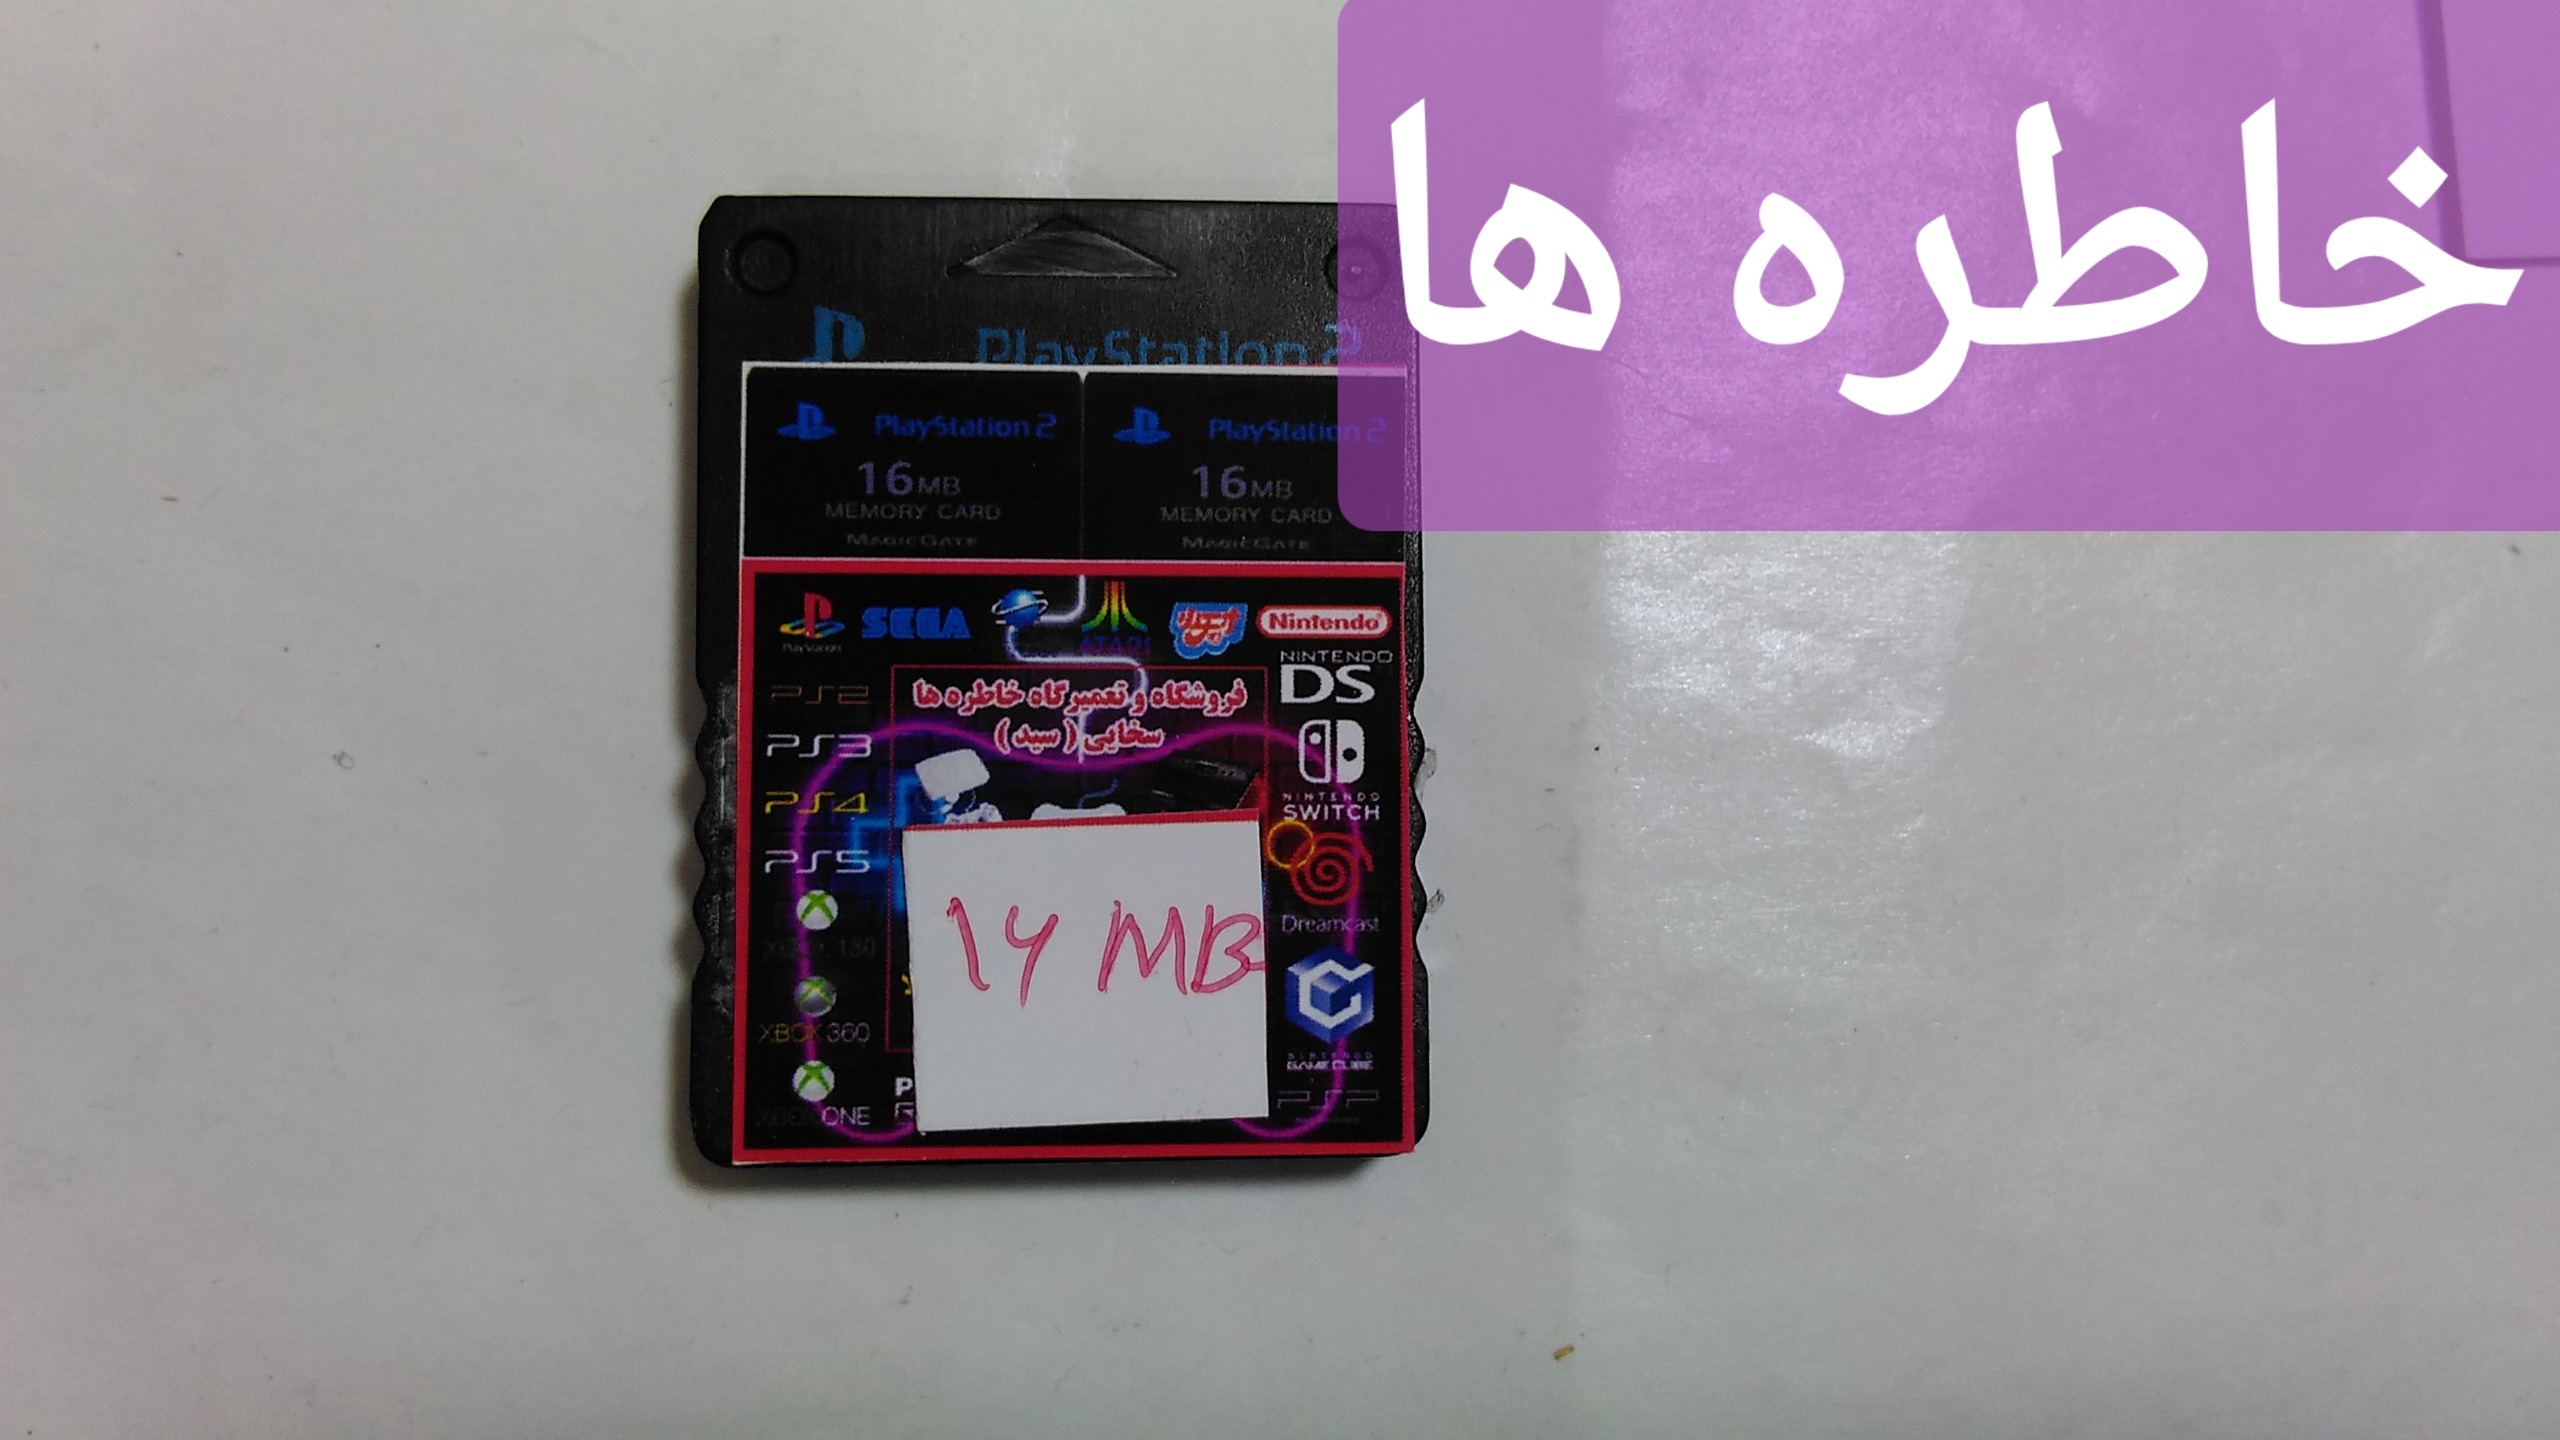 خاطره ها
PlayStation 2
PlayStation 2
PlayStation 2
16MB
16MB
MEMORY CARD
MEMORY CARD
MAGICGATE
MAGICGATE
PlayStation
SEGA
ATARI
Nintendo
NINTENDO
DS
فروشگاه و تعمیرگاه خاطره ها
سخایی ( سید )
PS2
PS3
PS4
PS5
NINTENDO
SWITCH
۱۶ MB
Dreamcast
XBOX 360
XBOX ONE
NINTENDO
GAMECUBE
PSP